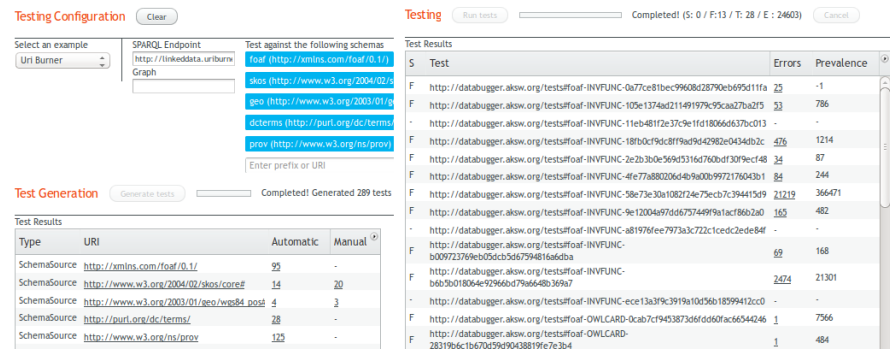 Testing Configuration Clear
Select an example
Uri Burner
SPARQL Endpoint
http://linkeddata.uriburn
Graph
Test against the following schemas
foaf (http://xmlns.com/foaf/0.1/)
skos (http://www.w3.org/2004/02/s
geo (http://www.w3.org/2003/01/g
dcterms (http://purl.org/dc/terms/
prov (http://www.w3.org/ns/prov)
Enter prefix or URI
Test Generation Generate tests Completed! Generated 289 tests
Test Results
Type URI Automatic Manual
SchemaSource http://xmlns.com/foaf/0.1/ 95 -
SchemaSource http://www.w3.org/2004/02/skos/core# 14 20
SchemaSource http://www.w3.org/2003/01/geo/wgs84_pos# 4 3
SchemaSource http://purl.org/dc/terms/ 28 -
SchemaSource http://www.w3.org/ns/prov 125 -
Testing Run tests Completed! (S: 0 / F:13 / T: 28 / E : 24603) Cancel
Test Results
S Test Errors Prevalence
F http://databugger.aksw.org/tests#foaf-INVFUNC-0a77ce81bec99608d28790eb695d11fa 25 -1
F http://databugger.aksw.org/tests#foaf-INVFUNC-105e1374ad211491979c95caa27ba2f5 53 786
- http://databugger.aksw.org/tests#foaf-INVFUNC-11eb481f2e37c9e1fd18066d637bc013 - -
F http://databugger.aksw.org/tests#foaf-INVFUNC-18fb0cf9dc8ff9ad9d42982e0434db2c 476 1214
F http://databugger.aksw.org/tests#foaf-INVFUNC-2e2b3b0e569d5316d760bdf30f9ecf48 34 87
F http://databugger.aksw.org/tests#foaf-INVFUNC-4fe77a880206d4b9a00b9972176043b1 84 244
F http://databugger.aksw.org/tests#foaf-INVFUNC-58e73e30a1082f24e75ecb7c394415d9 21219 366471
F http://databugger.aksw.org/tests#foaf-INVFUNC-9e12004a97dd6757449f9a1acf86b2a0 165 482
- http://databugger.aksw.org/tests#foaf-INVFUNC-a81976fee7973a3c722c1cedc2ede84f - -
F http://databugger.aksw.org/tests#foaf-INVFUNC-
b009723769eb05dcb5d67594816a6dba 69 168
F http://databugger.aksw.org/tests#foaf-INVFUNC-
b6b5b018064e92966bd79a6648b369a7 2474 21301
- http://databugger.aksw.org/tests#foaf-INVFUNC-ece13a3f9c3919a10d56b18599412cc0 - -
F http://databugger.aksw.org/tests#foaf-OWLCARD-0cab7cf9453873d6fdd60fac66544246 1 7566
F http://databugger.aksw.org/tests#foaf-OWLCARD-
28319b6c1b670d59d90438819fe7e3b4 1 484